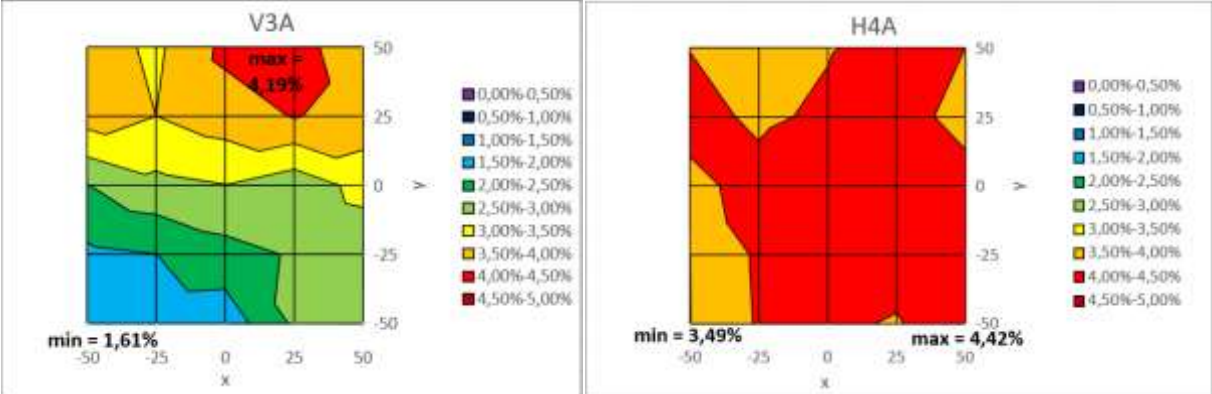 V3A
max =
4,19%
50
25
0
-25
-50
y
min = 1,61%
-50 -25 0 25 50
x
0,00%-0,50%
0,50%-1,00%
1,00%-1,50%
1,50%-2,00%
2,00%-2,50%
2,50%-3,00%
3,00%-3,50%
3,50%-4,00%
4,00%-4,50%
4,50%-5,00%
H4A
50
25
0
-25
-50
y
min = 3,49% max = 4,42%
-50 -25 0 25 50
x
0,00%-0,50%
0,50%-1,00%
1,00%-1,50%
1,50%-2,00%
2,00%-2,50%
2,50%-3,00%
3,00%-3,50%
3,50%-4,00%
4,00%-4,50%
4,50%-5,00%